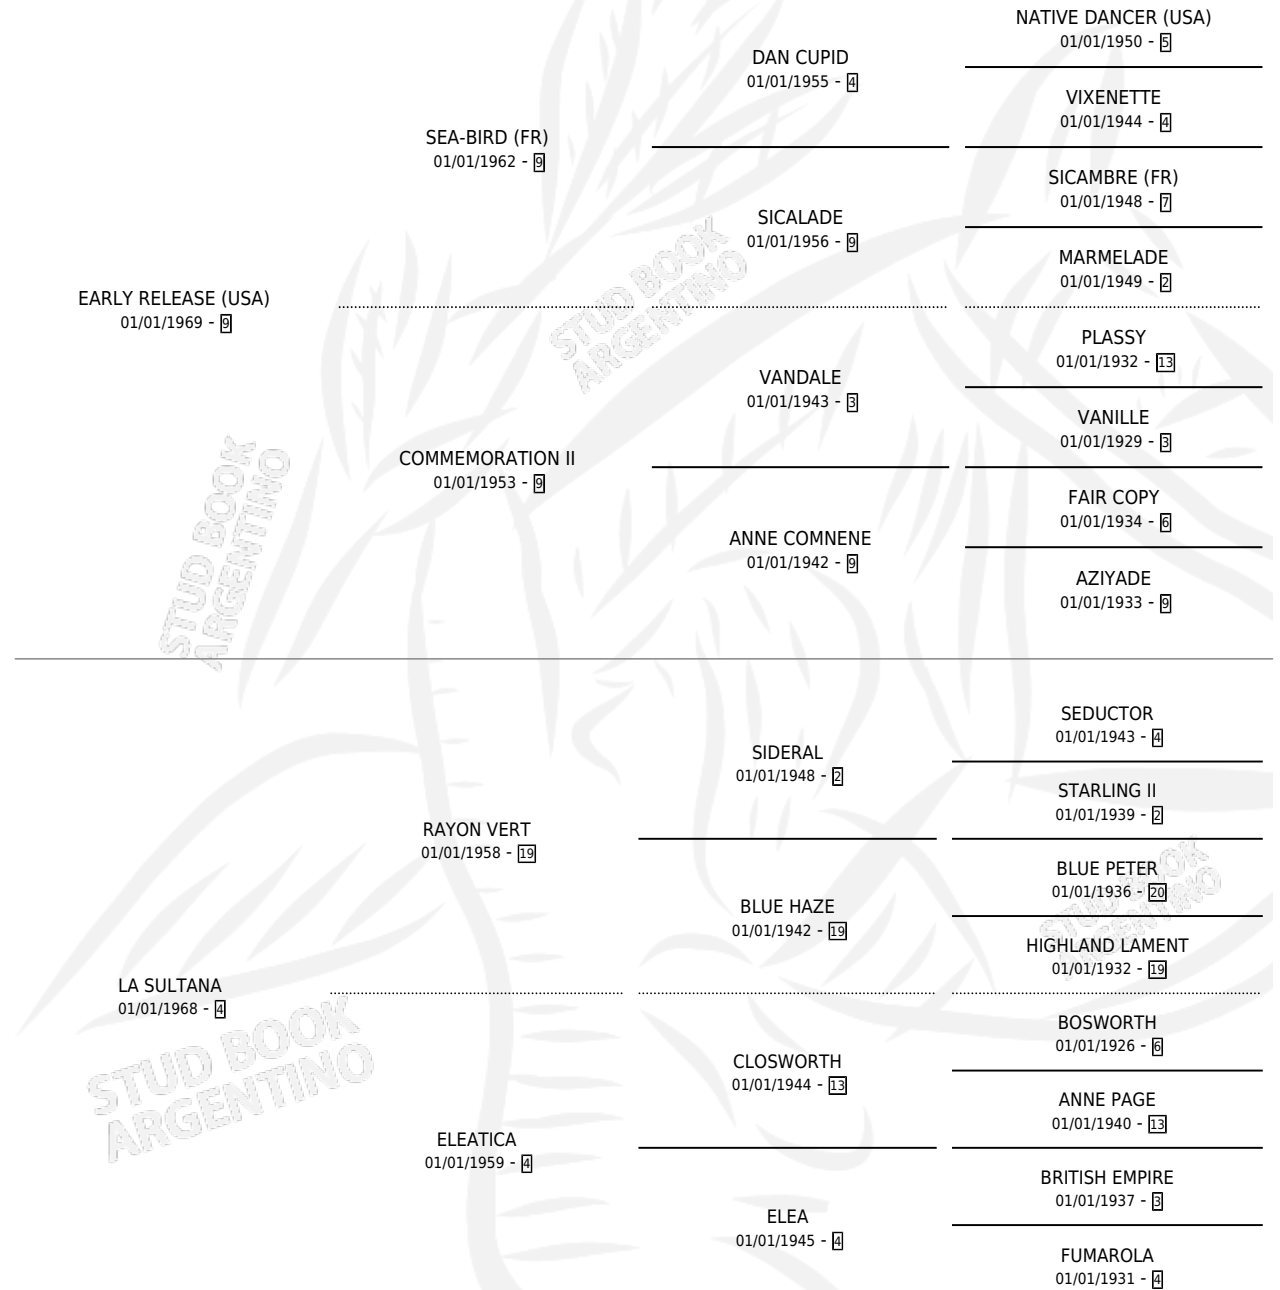 NATIVE DANCER (USA)
01/01/1950 - 5
DAN CUPID
01/01/1955 - 4
VIXENETTE
01/01/1944 - 4
SEA-BIRD (FR)
01/01/1962 - 9
SICAMBRE (FR)
01/01/1948 - 7
SICALADE
01/01/1956 - 9
MARMELADE
01/01/1949 - 2
EARLY RELEASE (USA)
01/01/1969 - 9
PLASSY
01/01/1932 - 13
VANDALE
01/01/1943 - 3
VANILLE
01/01/1929 - 3
COMMEMORATION II
01/01/1953 - 9
FAIR COPY
01/01/1934 - 6
ANNE COMNENE
01/01/1942 - 9
AZIYADE
01/01/1933 - 9
SEDUCTOR
01/01/1943 - 4
SIDERAL
01/01/1948 - 2
STARLING II
01/01/1939 - 2
RAYON VERT
01/01/1958 - 19
BLUE PETER
01/01/1936 - 20
BLUE HAZE
01/01/1942 - 19
HIGHLAND LAMENT
01/01/1932 - 19
LA SULTANA
01/01/1968 - 4
BOSWORTH
01/01/1926 - 6
CLOSWORTH
01/01/1944 - 13
ANNE PAGE
01/01/1940 - 13
ELEATICA
01/01/1959 - 4
BRITISH EMPIRE
01/01/1937 - 3
ELEA
01/01/1945 - 4
FUMAROLA
01/01/1931 - 4
STUD BOOK
ARGENTINO
STUD BOOK
ARGENTINO
STUD BOOK
ARGENTINO
STUD BOOK
ARGENTINO